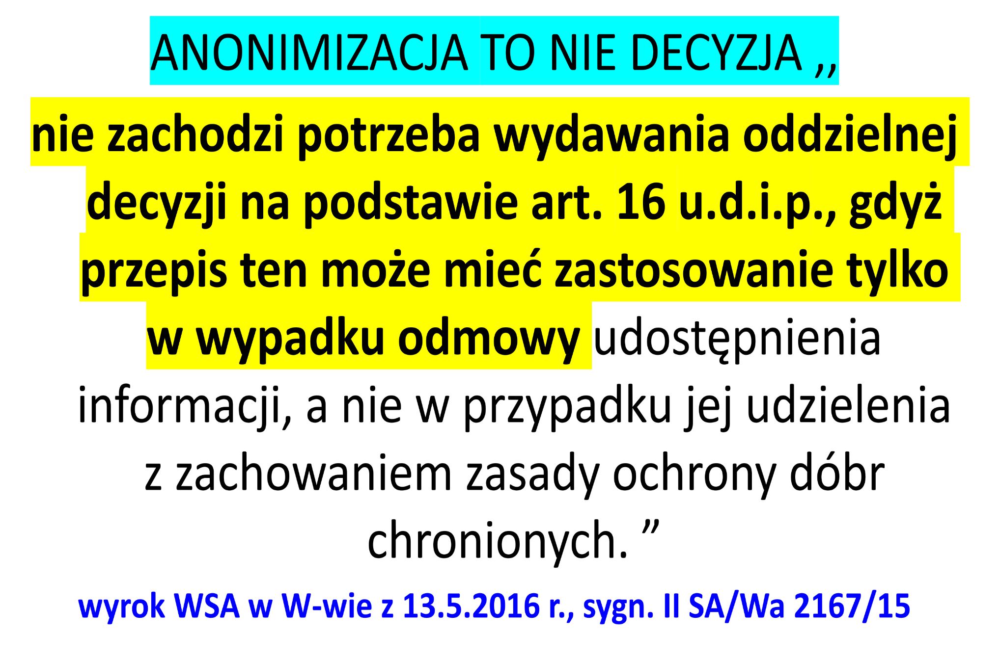 ANONIMIZACJA TO NIE DECYZJA ,,
nie zachodzi potrzeba wydawania oddzielnej
decyzji na podstawie art. 16 u.d.i.p., gdyż
przepis ten może mieć zastosowanie tylko
w wypadku odmowy udostępnienia
informacji, a nie w przypadku jej udzielenia
z zachowaniem zasady ochrony dóbr
chronionych. ”
wyrok WSA w W-wie z 13.5.2016 r., sygn. II SA/Wa 2167/15